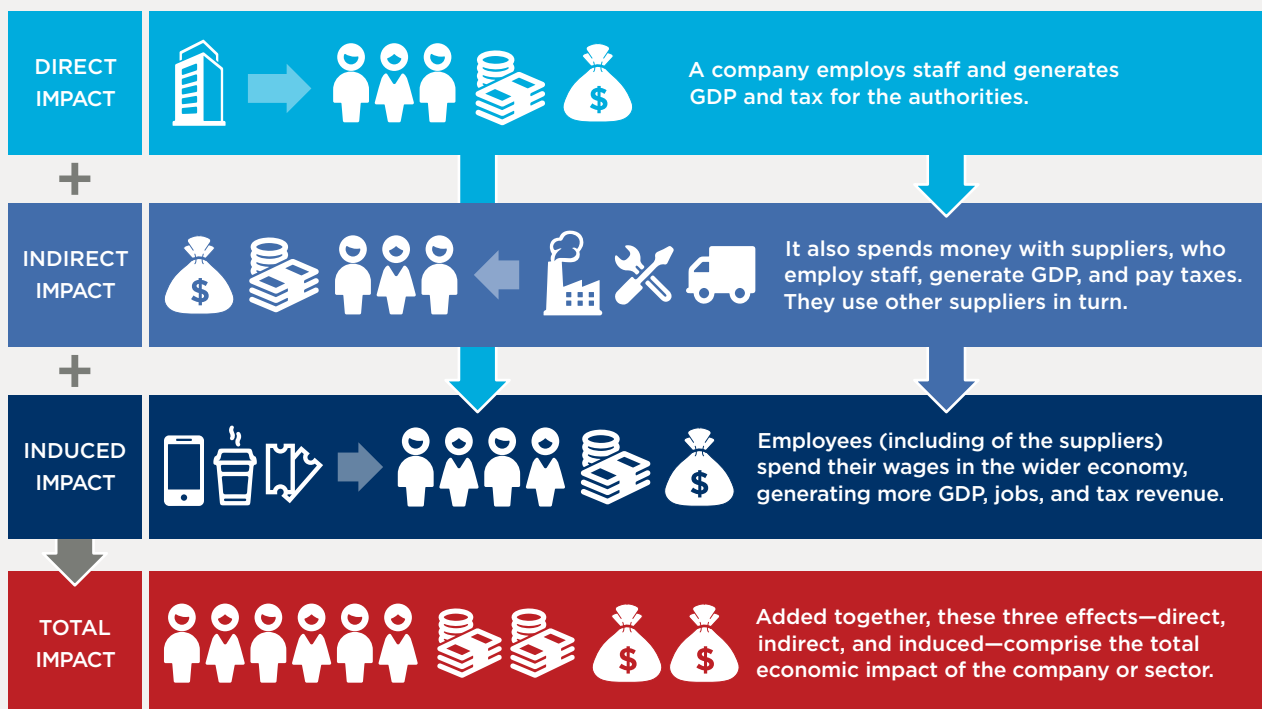 DIRECT
IMPACT
$
A company employs staff and generates
GDP and tax for the authorities.
+
INDIRECT
IMPACT
$
It also spends money with suppliers, who
employ staff, generate GDP, and pay taxes.
They use other suppliers in turn.
+
INDUCED
IMPACT
$
Employees (including of the suppliers)
spend their wages in the wider economy,
generating more GDP, jobs, and tax revenue.
TOTAL
IMPACT
$ $
Added together, these three effects—direct,
indirect, and induced—comprise the total
economic impact of the company or sector.